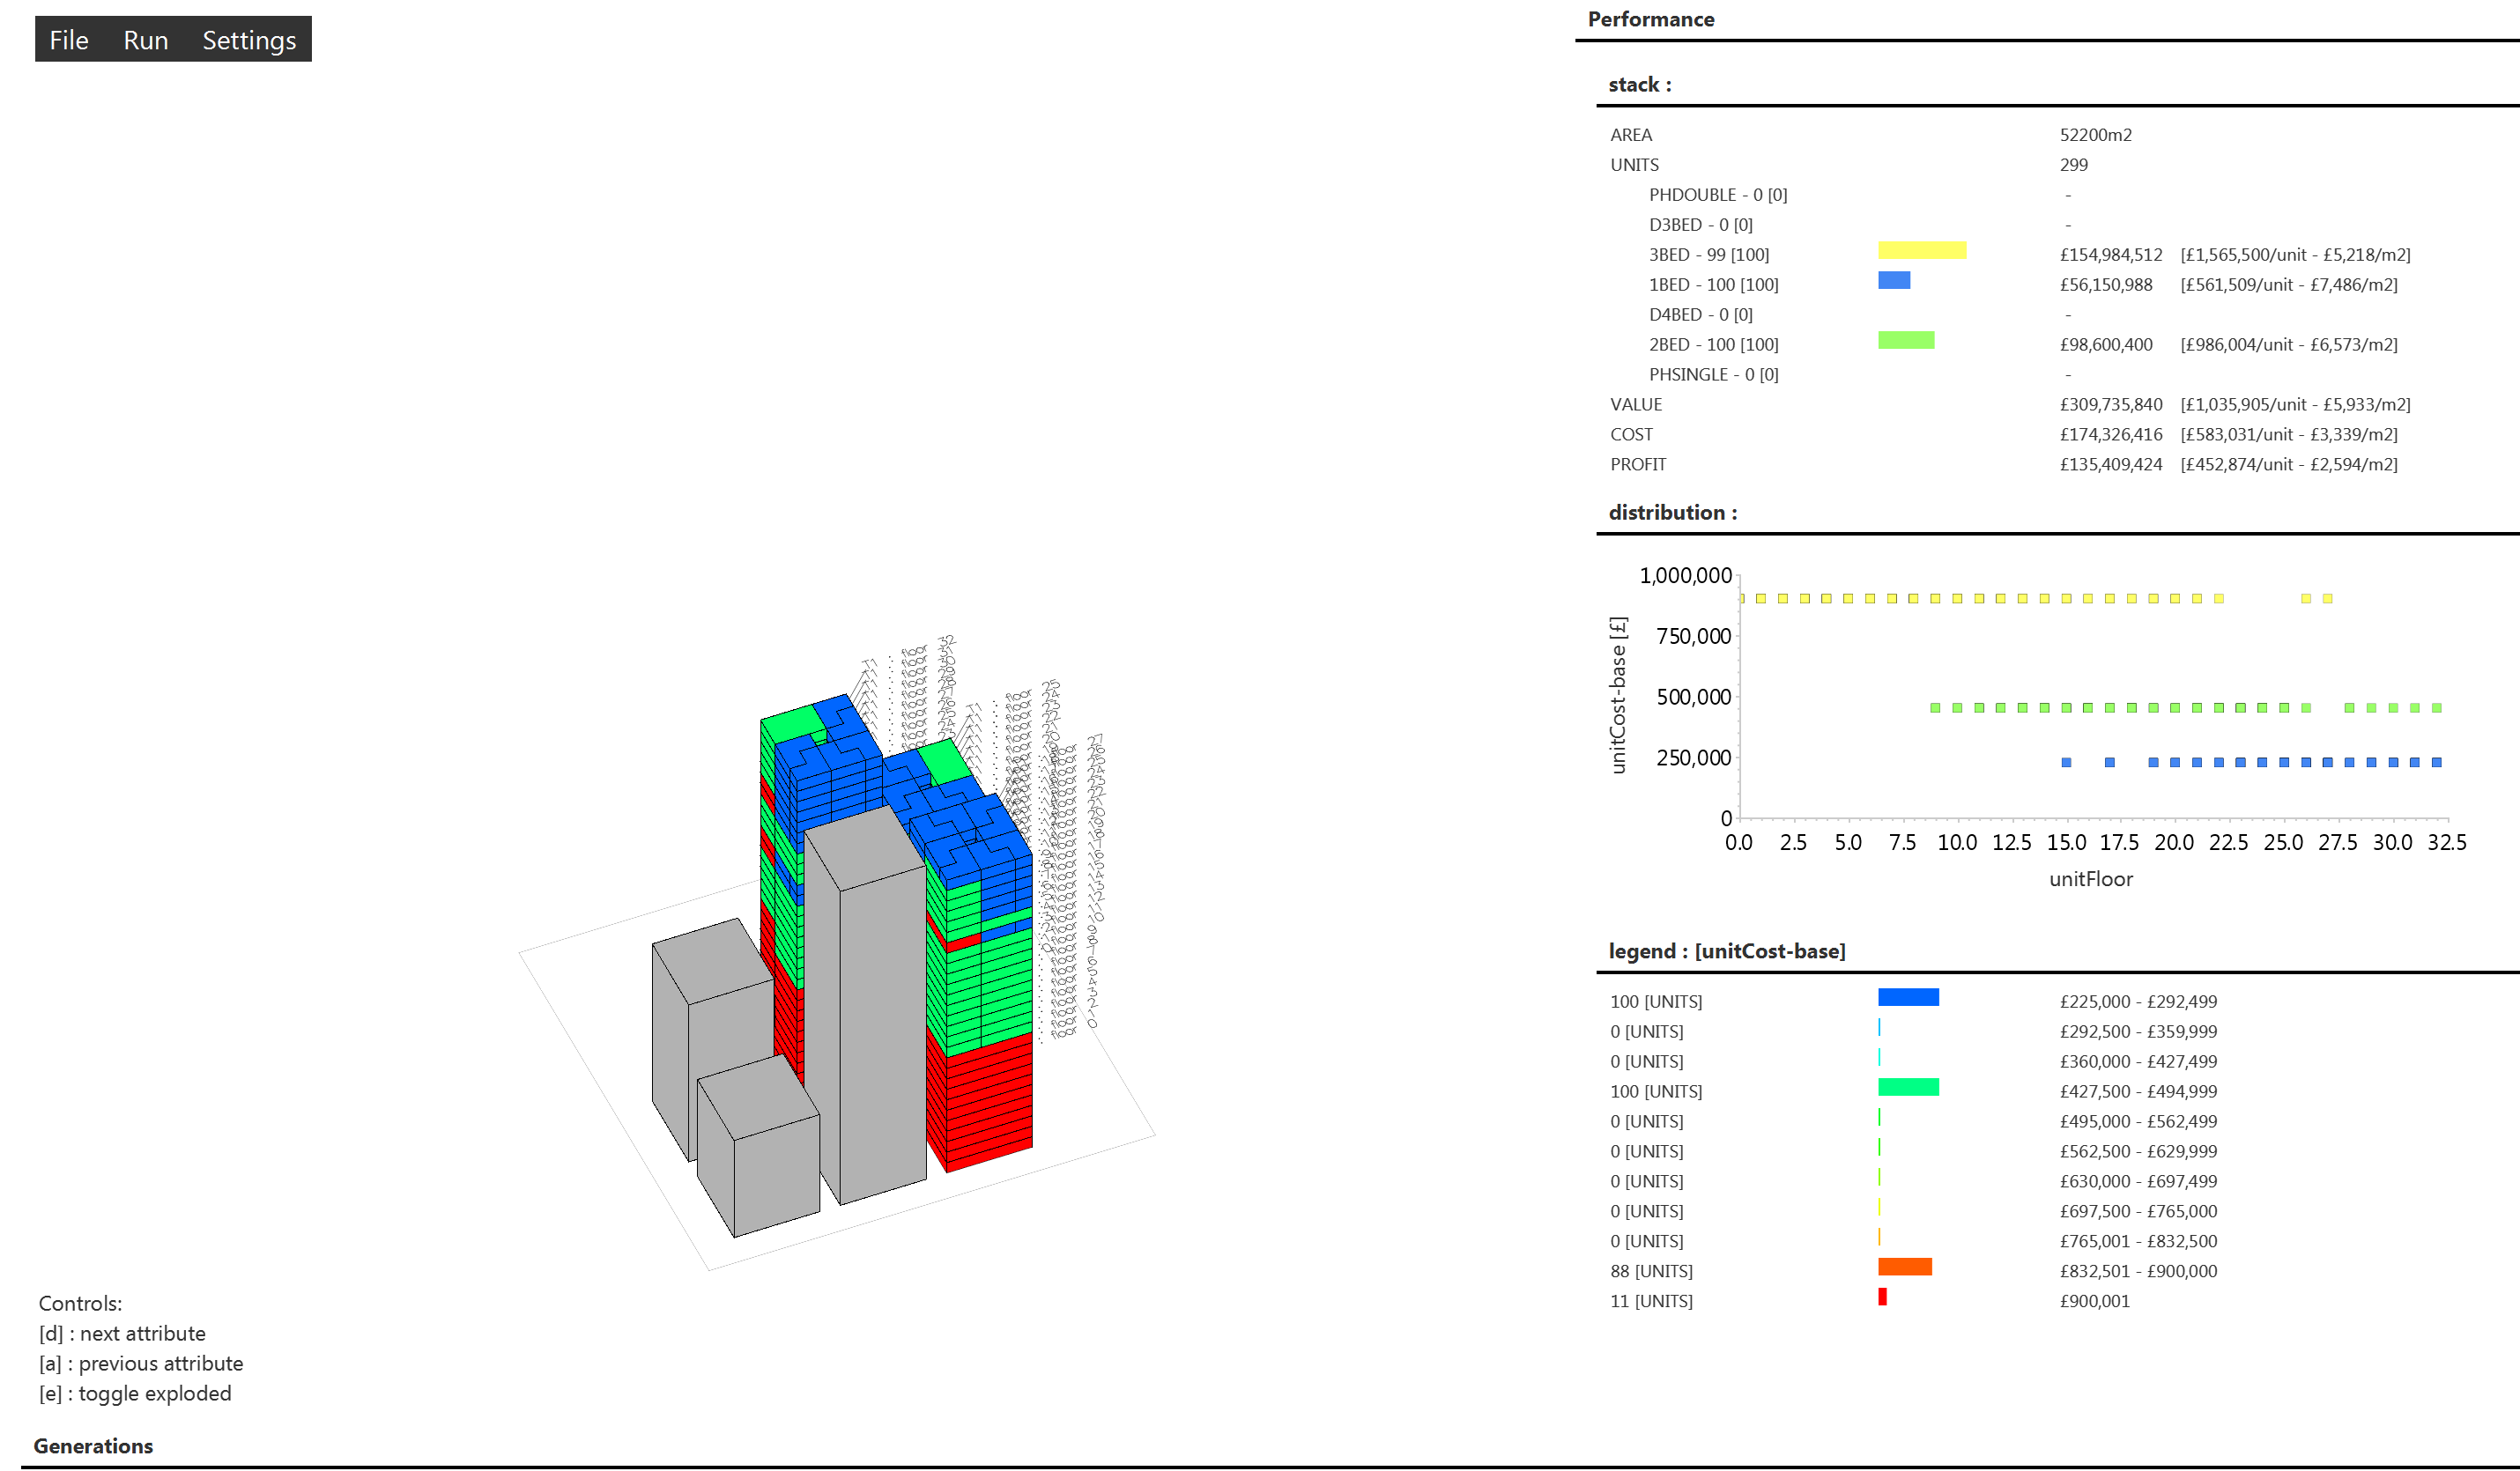 File Run Settings
Performance
stack :
AREA 52200m2
UNITS 299
PHDOUBLE - 0 [0] -
D3BED - 0 [0] -
3BED - 99 [100] £154,984,512 [£1,565,500/unit - £5,218/m2]
1BED - 100 [100] £56,150,988 [£561,509/unit - £7,486/m2]
D4BED - 0 [0] -
2BED - 100 [100] £98,600,400 [£986,004/unit - £6,573/m2]
PHSINGLE - 0 [0] -
VALUE £309,735,840 [£1,035,905/unit - £5,933/m2]
COST £174,326,416 [£583,031/unit - £3,339/m2]
PROFIT £135,409,424 [£452,874/unit - £2,594/m2]
distribution :
unitCost-base [£]
1,000,000
750,000
500,000
250,000
0
0.0 2.5 5.0 7.5 10.0 12.5 15.0 17.5 20.0 22.5 25.0 27.5 30.0 32.5
unitFloor
legend : [unitCost-base]
100 [UNITS] £225,000 - £292,499
0 [UNITS] £292,500 - £359,999
0 [UNITS] £360,000 - £427,499
100 [UNITS] £427,500 - £494,999
0 [UNITS] £495,000 - £562,499
0 [UNITS] £562,500 - £629,999
0 [UNITS] £630,000 - £697,499
0 [UNITS] £697,500 - £765,000
0 [UNITS] £765,001 - £832,500
88 [UNITS] £832,501 - £900,000
11 [UNITS] £900,001
Controls:
[d] : next attribute
[a] : previous attribute
[e] : toggle exploded
Generations